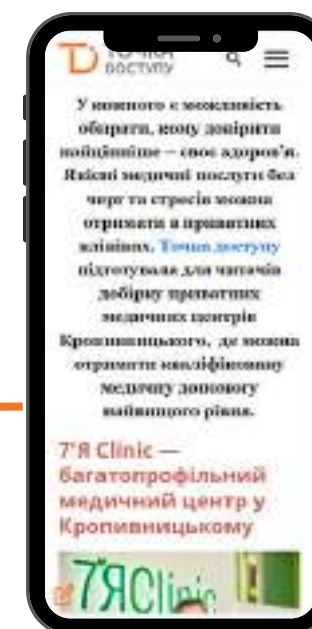 ТОЧКА
ДОСТУПУ
У кожного є можливість
обирати, кому довірити
найцінніше – своє здоров'я.
Якісні медичні послуги без
черг та стресів можна
отримати в приватних
клініках. Точка доступу
підготувала для читачів
добірку приватних
медичних центрів
Кропивницького, де можна
отримати кваліфіковану
медичну допомогу
найвищого рівня.
7'Я Clinic —
багатопрофільний
медичний центр у
Кропивницькому
7ЯClinic